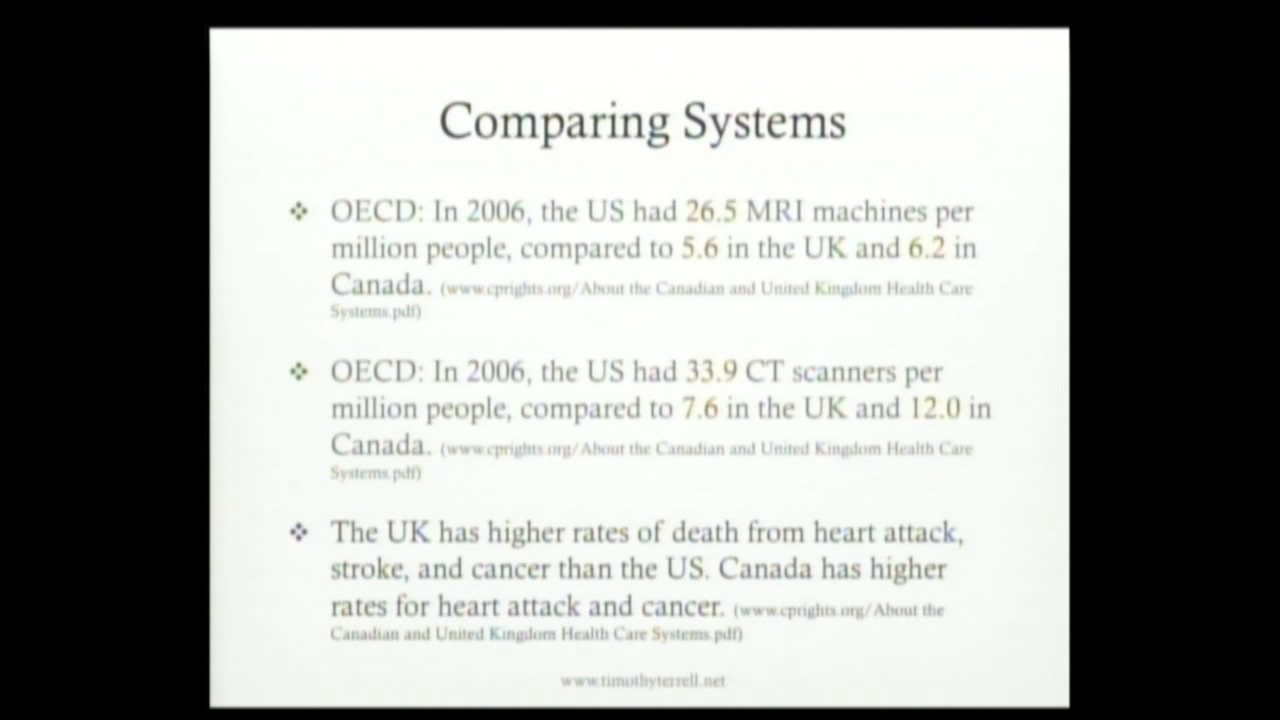 Comparing Systems
❖ OECD: In 2006, the US had 26.5 MRI machines per
million people, compared to 5.6 in the UK and 6.2 in
Canada. (www.cprights.org/About the Canadian and United Kingdom Health Care
Systems.pdf)
❖ OECD: In 2006, the US had 33.9 CT scanners per
million people, compared to 7.6 in the UK and 12.0 in
Canada. (www.cprights.org/About the Canadian and United Kingdom Health Care
Systems.pdf)
❖ The UK has higher rates of death from heart attack,
stroke, and cancer than the US. Canada has higher
rates for heart attack and cancer. (www.cprights.org/About the
Canadian and United Kingdom Health Care Systems.pdf)
www.timothyterrell.net